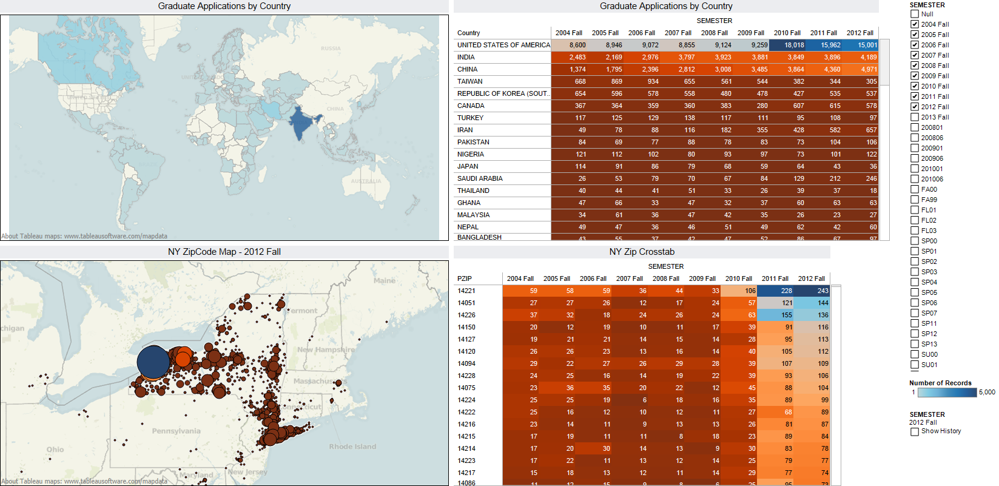 Graduate Applications by Country
RUSSIA
CHINA
BRAZIL
AUSTRALIA
About Tableau maps: www.tableausoftware.com/mapdata
Graduate Applications by Country
SEMESTER
Country 2004 Fall 2005 Fall 2006 Fall 2007 Fall 2008 Fall 2009 Fall 2010 Fall 2011 Fall 2012 Fall
UNITED STATES OF AMERICA 8,600 8,946 9,072 8,855 9,124 9,259 18,018 15,962 15,001
INDIA 2,483 2,169 2,976 3,797 3,923 3,881 3,849 3,896 4,189
CHINA 1,374 1,795 2,396 2,812 3,008 3,485 3,864 4,360 4,971
TAIWAN 668 869 934 655 561 544 382 344 305
REPUBLIC OF KOREA (SOUT.. 654 596 578 558 480 478 427 535 537
CANADA 367 364 359 360 383 280 607 615 578
TURKEY 117 125 129 138 117 111 95 108 97
IRAN 49 78 88 116 182 355 428 582 657
PAKISTAN 84 69 77 88 78 83 73 104 106
NIGERIA 121 112 102 80 93 97 73 101 122
JAPAN 114 91 86 79 68 59 64 43 36
SAUDI ARABIA 26 53 79 70 67 84 129 212 246
THAILAND 40 44 41 51 33 26 39 37 18
GHANA 47 66 33 47 32 37 60 63 63
MALAYSIA 34 61 36 47 42 35 26 23 27
NEPAL 49 47 36 46 51 49 62 42 60
BANGLADESH 43 55 37 42 47 52 86 67 97
NY ZipCode Map - 2012 Fall
Maine
ermont
chigan
New Hampshire
Massachuse
onnecticut
Pennsylvania
Ohio
Rhode Island
New Jersey
Maryland
About Tableau maps: www.tableausoftware.com/mapdata
NY Zip Crosstab
SEMESTER
PZIP 2004 Fall 2005 Fall 2006 Fall 2007 Fall 2008 Fall 2009 Fall 2010 Fall 2011 Fall 2012 Fall
14221 59 58 59 36 44 33 106 228 243
14051 27 27 26 12 17 24 57 121 144
14226 37 32 18 24 26 24 63 155 136
14150 20 12 19 10 11 17 39 91 116
14127 19 21 21 14 15 14 28 95 113
14120 26 26 23 13 16 14 40 105 112
14094 29 22 27 26 29 28 39 107 109
14228 24 25 16 14 19 22 39 93 106
14075 23 36 35 20 22 12 45 88 104
14224 25 25 19 6 18 16 35 89 99
14222 25 16 12 10 12 11 27 68 89
14216 23 14 11 9 13 13 26 81 87
14215 17 19 11 11 8 18 23 89 84
14214 17 20 30 14 13 9 30 83 78
14223 17 22 11 13 12 14 25 79 77
14217 15 18 13 12 11 14 29 77 74
14086 11 12 15 9 8 6 25 95 73
SEMESTER
Null
2004 Fall
2005 Fall
2006 Fall
2007 Fall
2008 Fall
2009 Fall
2010 Fall
2011 Fall
2012 Fall
2013 Fall
200801
200806
200901
200906
201001
201006
FA00
FA99
FL01
FL02
FL03
SP00
SP01
SP02
SP03
SP04
SP05
SP06
SP07
SP11
SP12
SP13
SU00
SU01
Number of Records
1 5,000
SEMESTER
2012 Fall
Show History